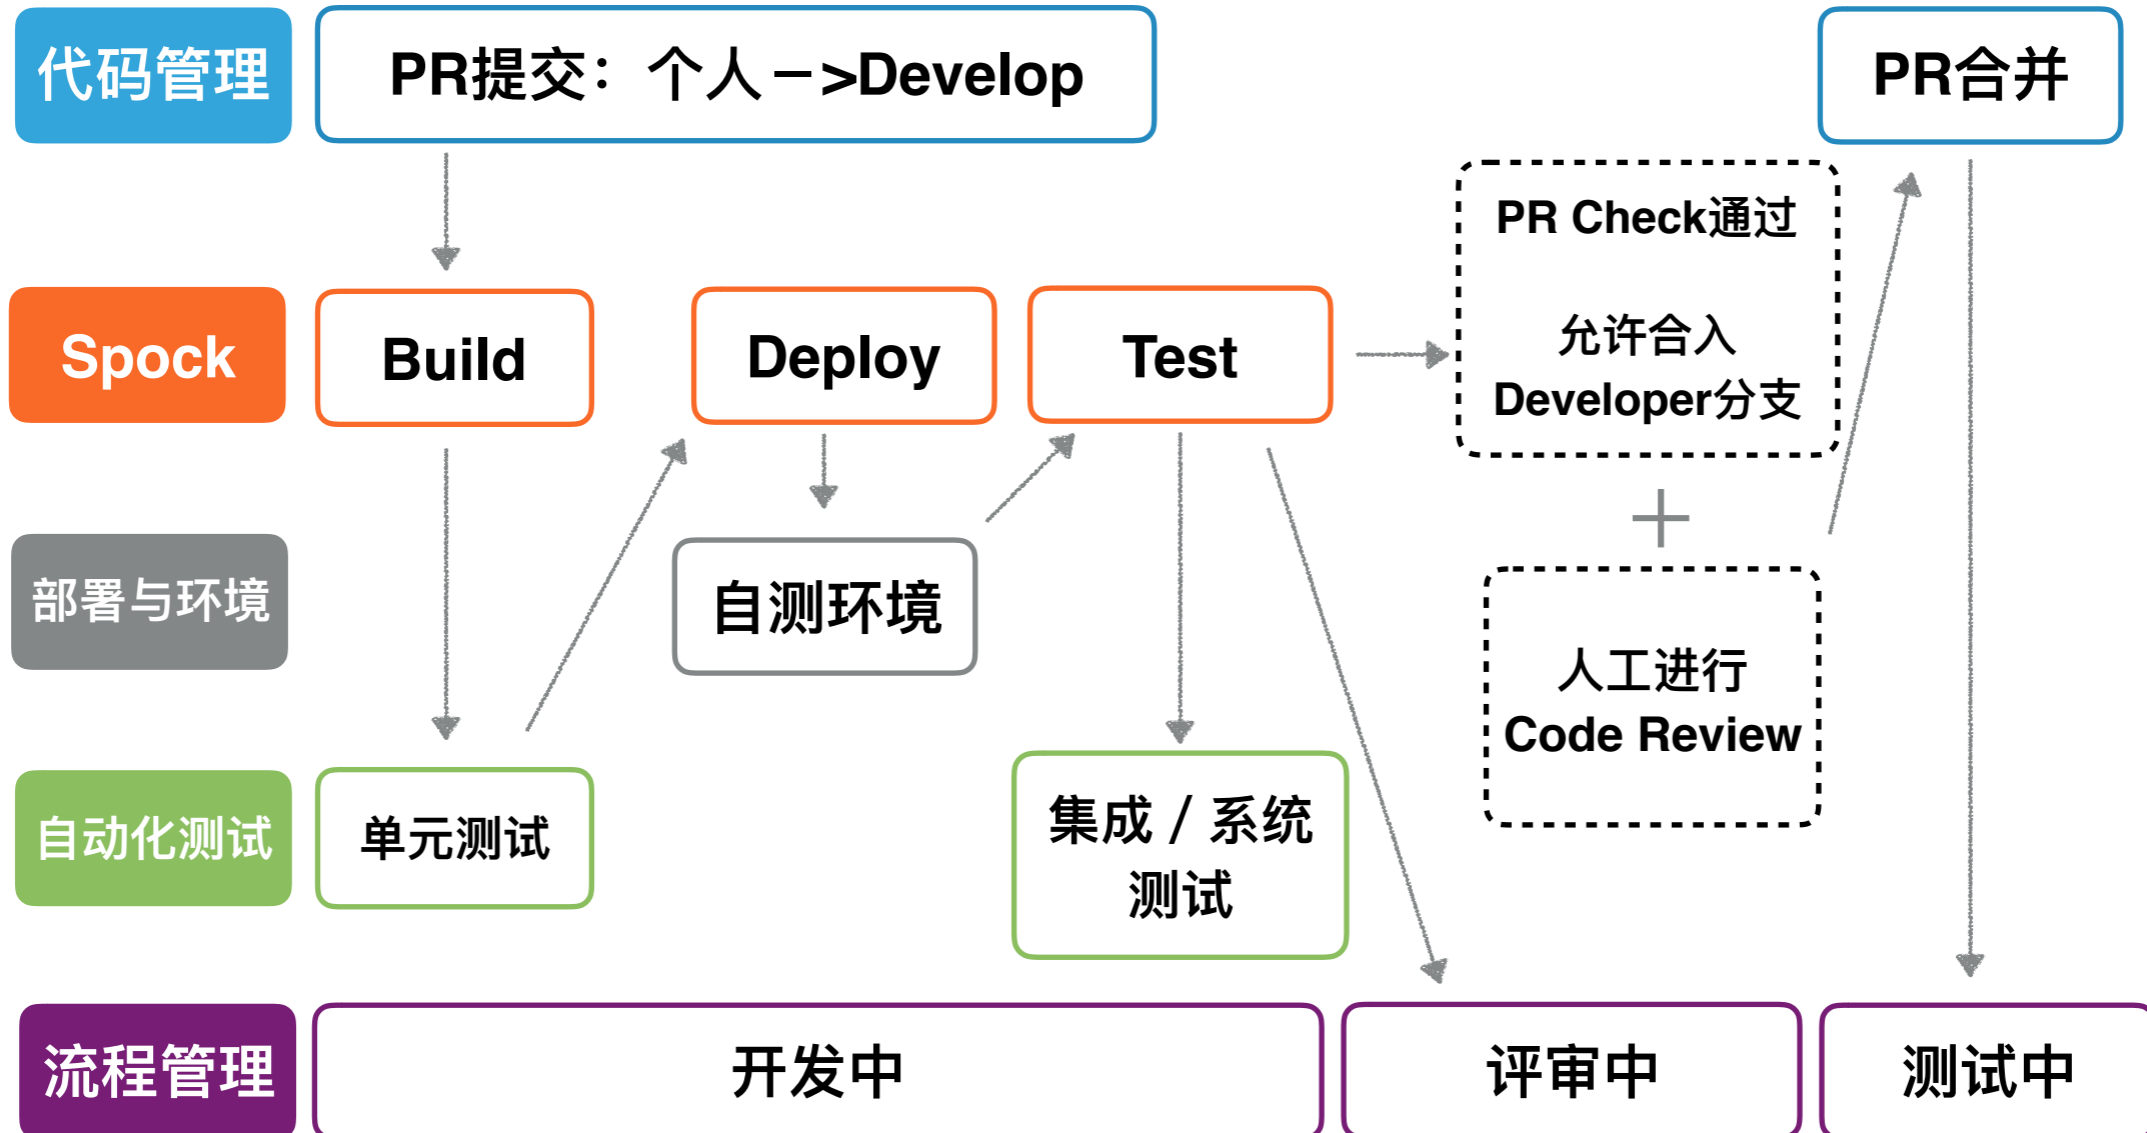 代码管理
PR提交：个人－>Develop
PR合并
PR Check通过
允许合入
Developer分支
Spock
Build
Deploy
Test
部署与环境
自测环境
人工进行
Code Review
自动化测试
单元测试
集成 / 系统
测试
流程管理
开发中
评审中
测试中